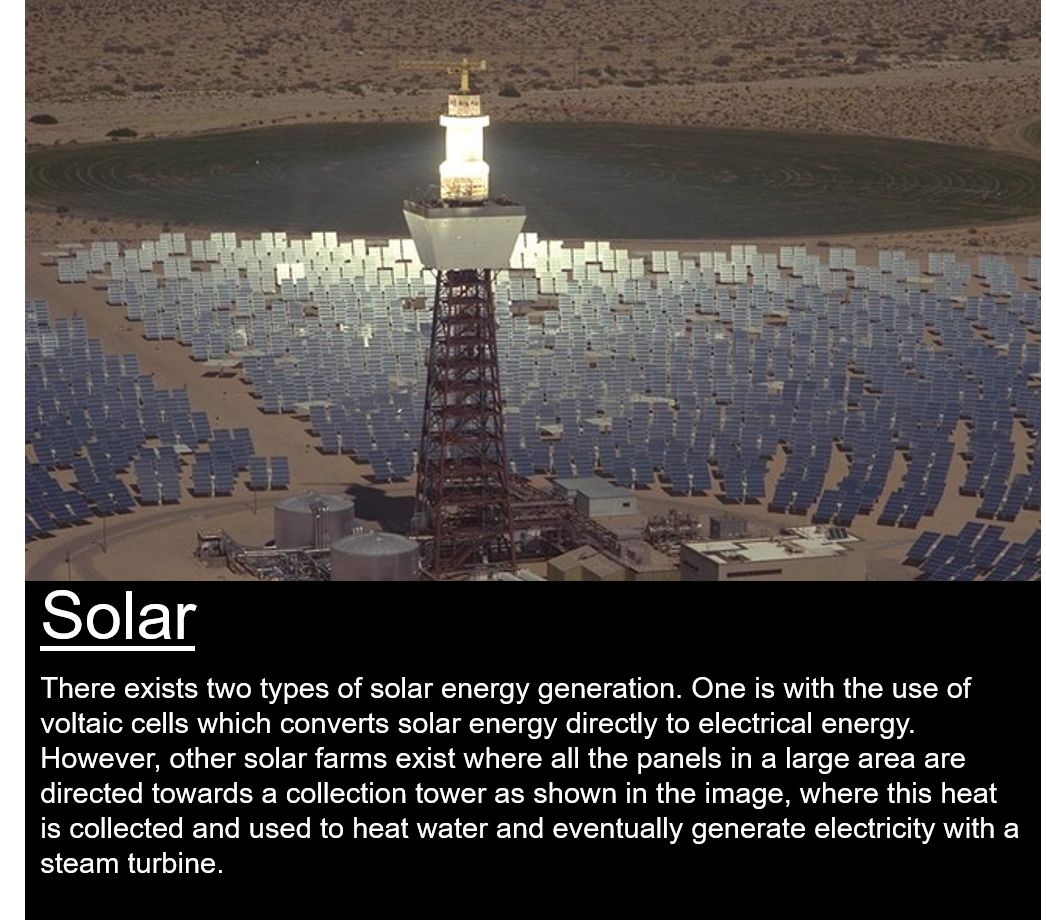 Solar
There exists two types of solar energy generation. One is with the use of
voltaic cells which converts solar energy directly to electrical energy.
However, other solar farms exist where all the panels in a large area are
directed towards a collection tower as shown in the image, where this heat
is collected and used to heat water and eventually generate electricity with a
steam turbine.